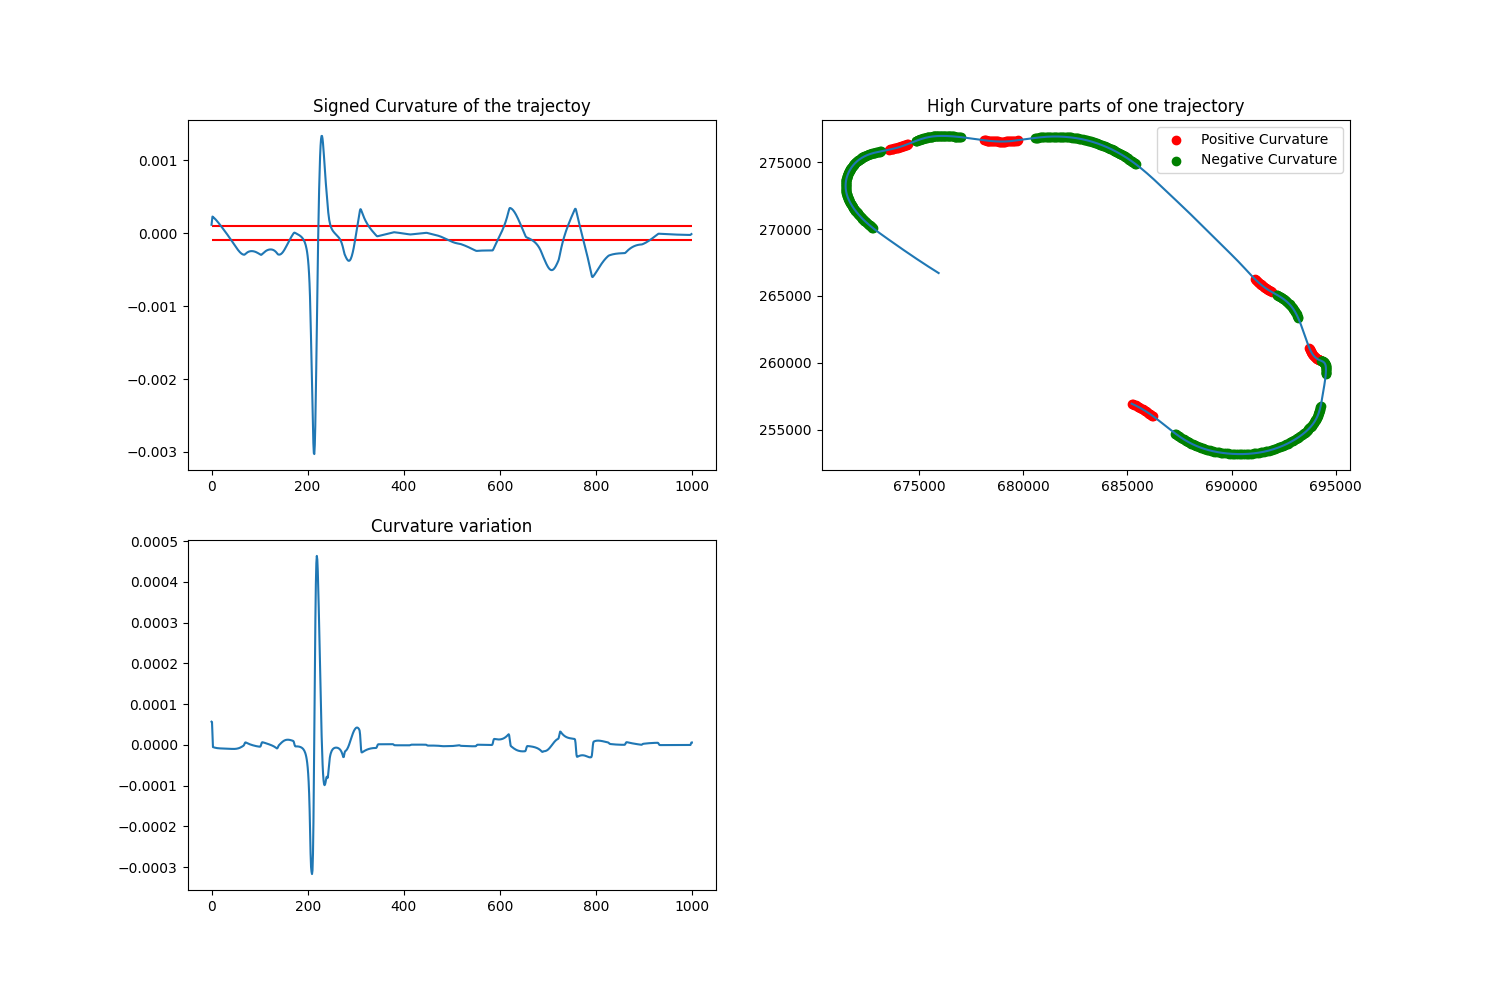 Signed Curvature of the trajectoy
0.001
0.000
−0.001
−0.002
−0.003
0 200 400 600 800 1000
High Curvature parts of one trajectory
Positive Curvature
Negative Curvature
275000
270000
265000
260000
255000
675000 680000 685000 690000 695000
Curvature variation
0.0005
0.0004
0.0003
0.0002
0.0001
0.0000
−0.0001
−0.0002
−0.0003
0 200 400 600 800 1000